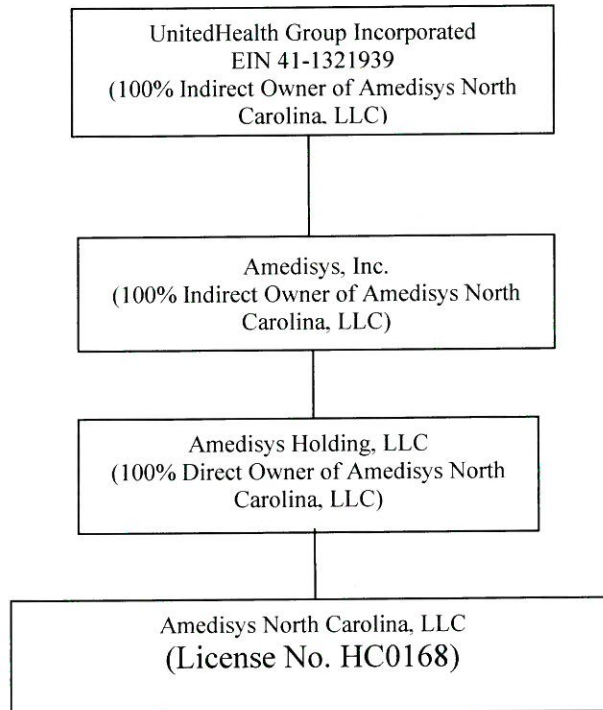 UnitedHealth Group Incorporated
EIN 41-1321939
(100% Indirect Owner of Amedisys North
Carolina, LLC)
Amedisys, Inc.
(100% Indirect Owner of Amedisys North
Carolina, LLC)
Amedisys Holding, LLC
(100% Direct Owner of Amedisys North
Carolina, LLC)
Amedisys North Carolina, LLC
(License No. HC0168)